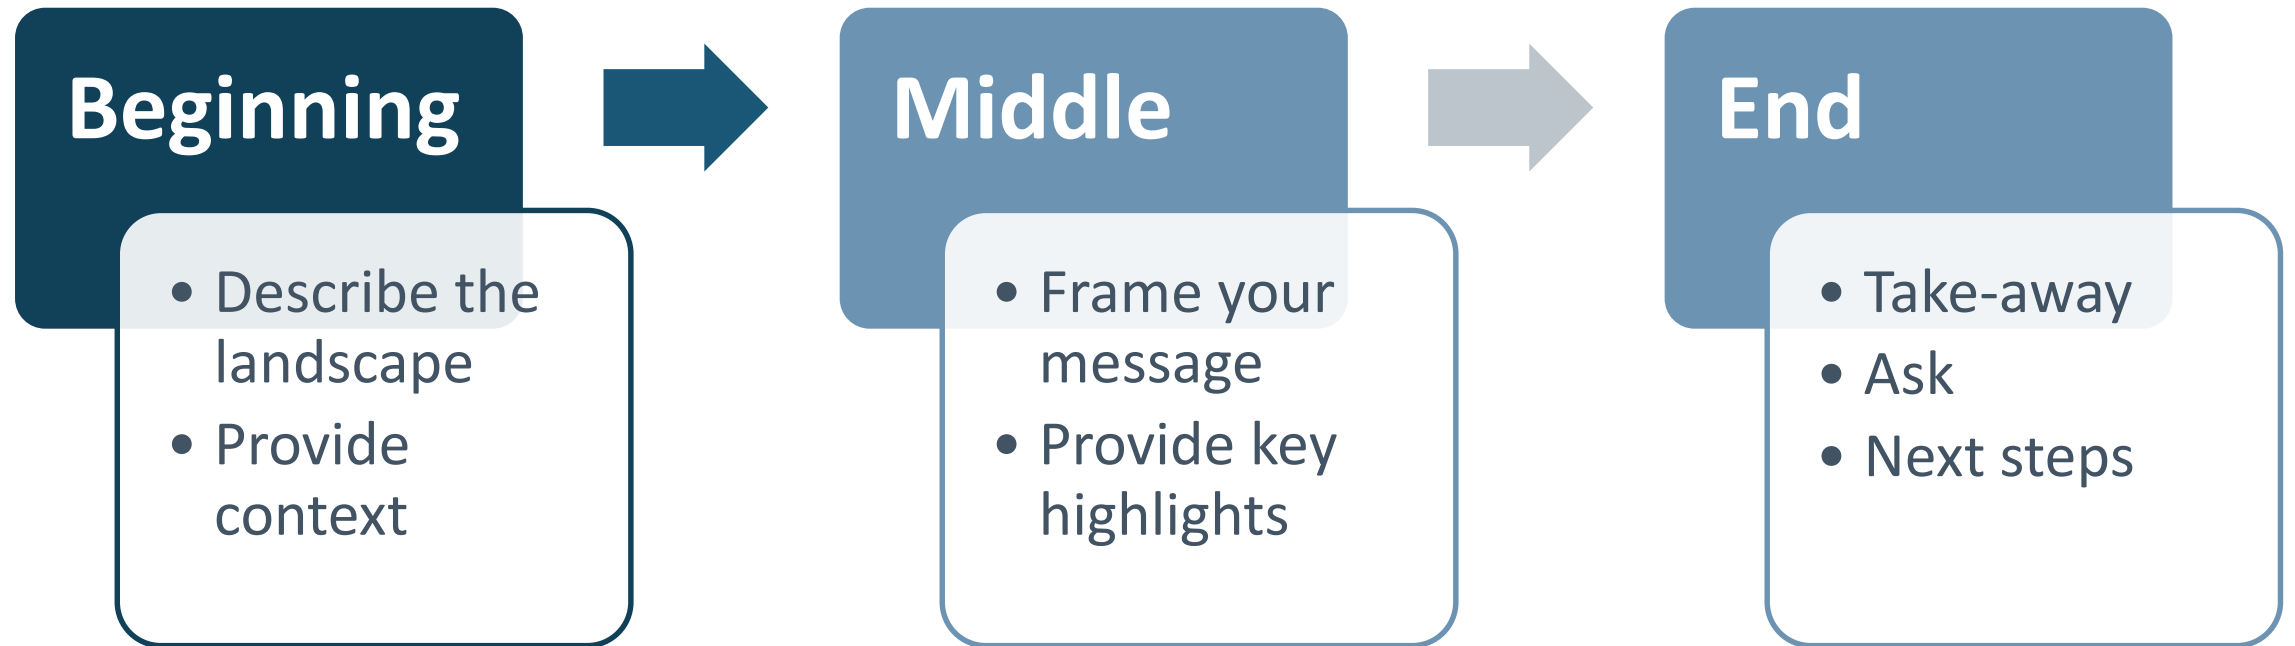 Beginning
• Describe the
landscape
• Provide
context
Middle
• Frame your
message
• Provide key
highlights
End
• Take-away
• Ask
• Next steps